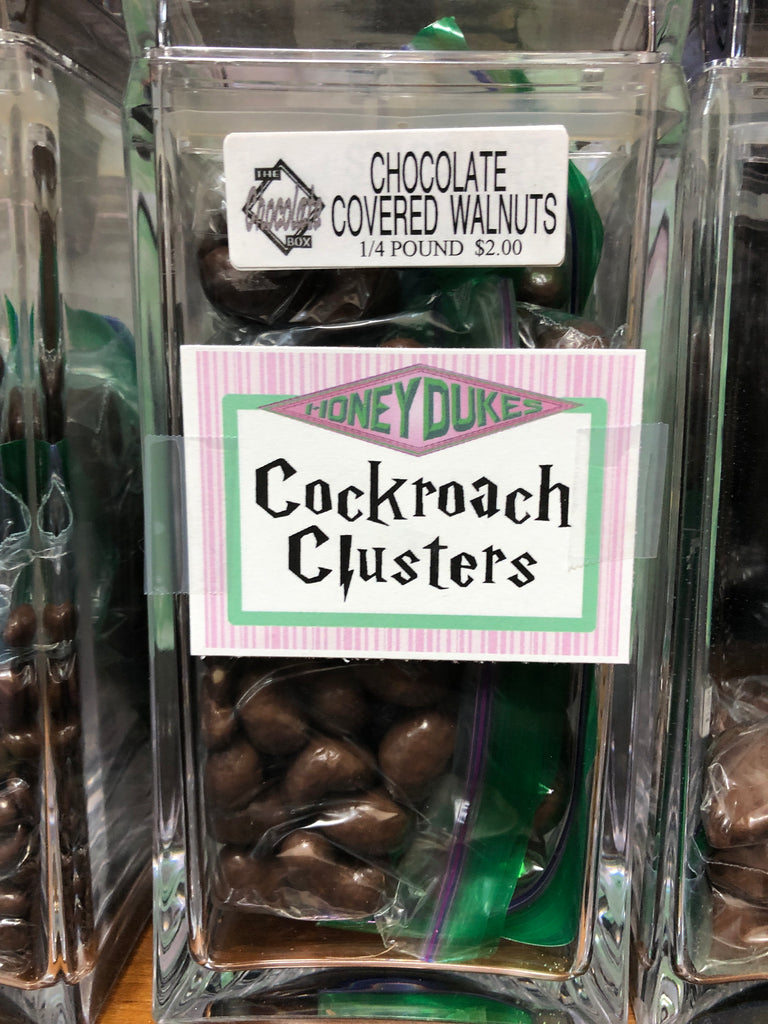 THE
Chocolate
BOX
CHOCOLATE
COVERED WALNUTS
1/4 POUND $2.00
HONEYDUKES
Cockroach
Clusters